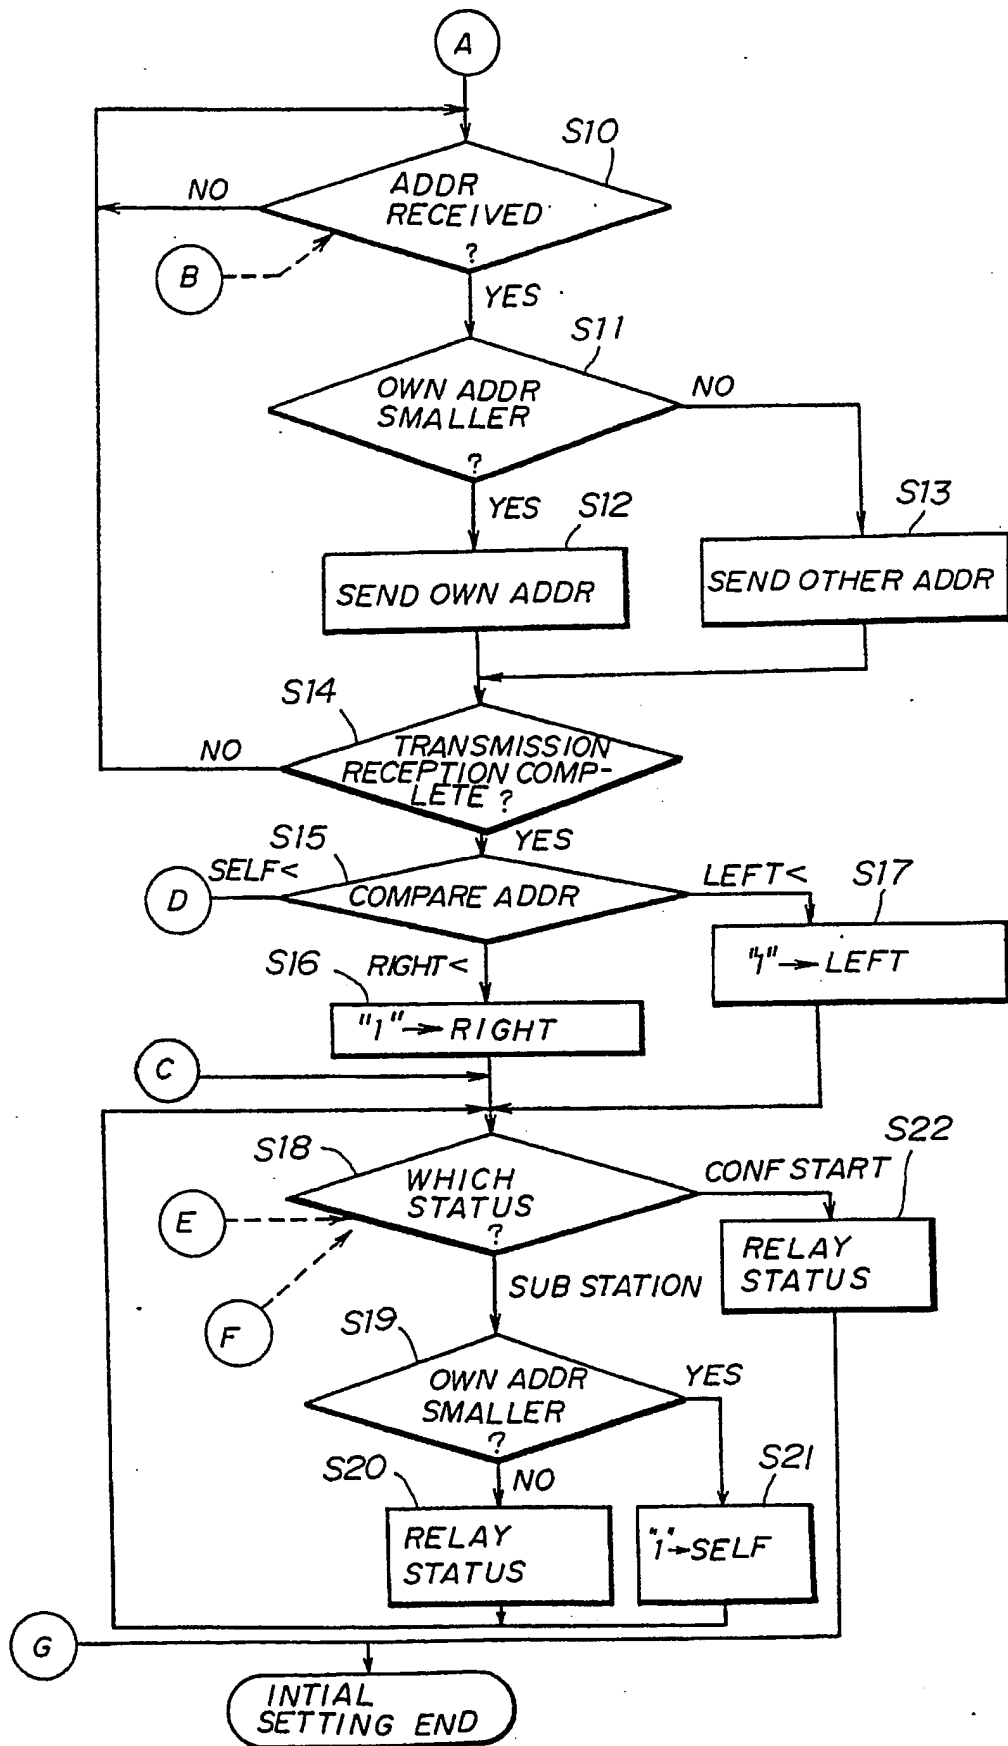 A
S10
ADDR
RECEIVED
?
NO
B
YES
S11
OWN ADDR
SMALLER
?
NO
YES
S12
S13
SEND OWN ADDR
SEND OTHER ADDR
S14
NO
TRANSMISSION
RECEPTION COMP-
LETE ?
YES
S15
SELF<
D
COMPARE ADDR
LEFT<
S17
"1"→LEFT
S16
RIGHT<
"1"→RIGHT
C
S18
WHICH
STATUS
?
CONF START
S22
E
RELAY
STATUS
F
SUB STATION
S19
OWN ADDR
SMALLER
?
YES
S20
NO
S21
RELAY
STATUS
"1"→SELF
G
INTIAL
SETTING END